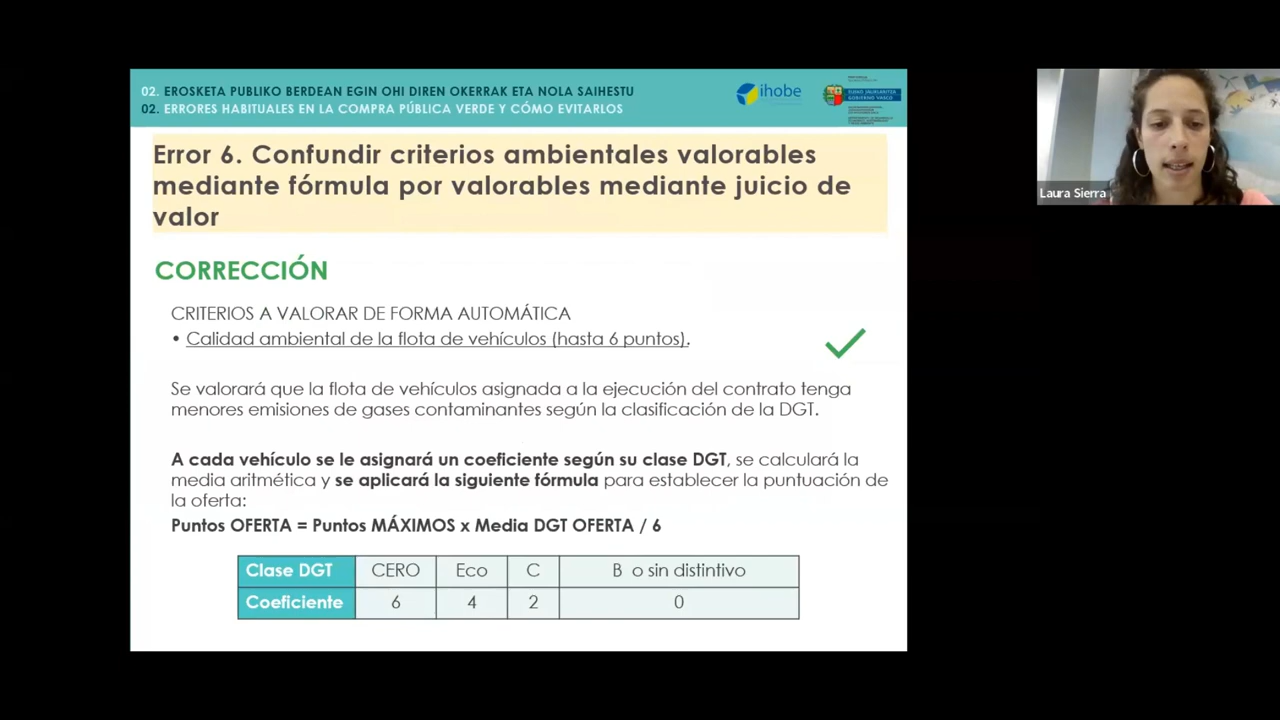 02. EROSKETA PUBLIKO BERDEAN EGIN OHI DIREN OKERRAK ETA NOLA SAIHESTU
02. ERRORES HABITUALES EN LA COMPRA PÚBLICA VERDE Y CÓMO EVITARLOS
ihobe
EUSKO JAURLARITZA
GOBIERNO VASCO
Error 6. Confundir criterios ambientales valorables
mediante fórmula por valorables mediante juicio de
valor
CORRECCIÓN
CRITERIOS A VALORAR DE FORMA AUTOMÁTICA
• Calidad ambiental de la flota de vehículos (hasta 6 puntos).
Se valorará que la flota de vehículos asignada a la ejecución del contrato tenga
menores emisiones de gases contaminantes según la clasificación de la DGT.
A cada vehículo se le asignará un coeficiente según su clase DGT, se calculará la
media aritmética y se aplicará la siguiente fórmula para establecer la puntuación de
la oferta:
Puntos OFERTA = Puntos MÁXIMOS x Media DGT OFERTA / 6
Clase DGT CERO Eco C B o sin distintivo
Coeficiente 6 4 2 0
Laura Sierra